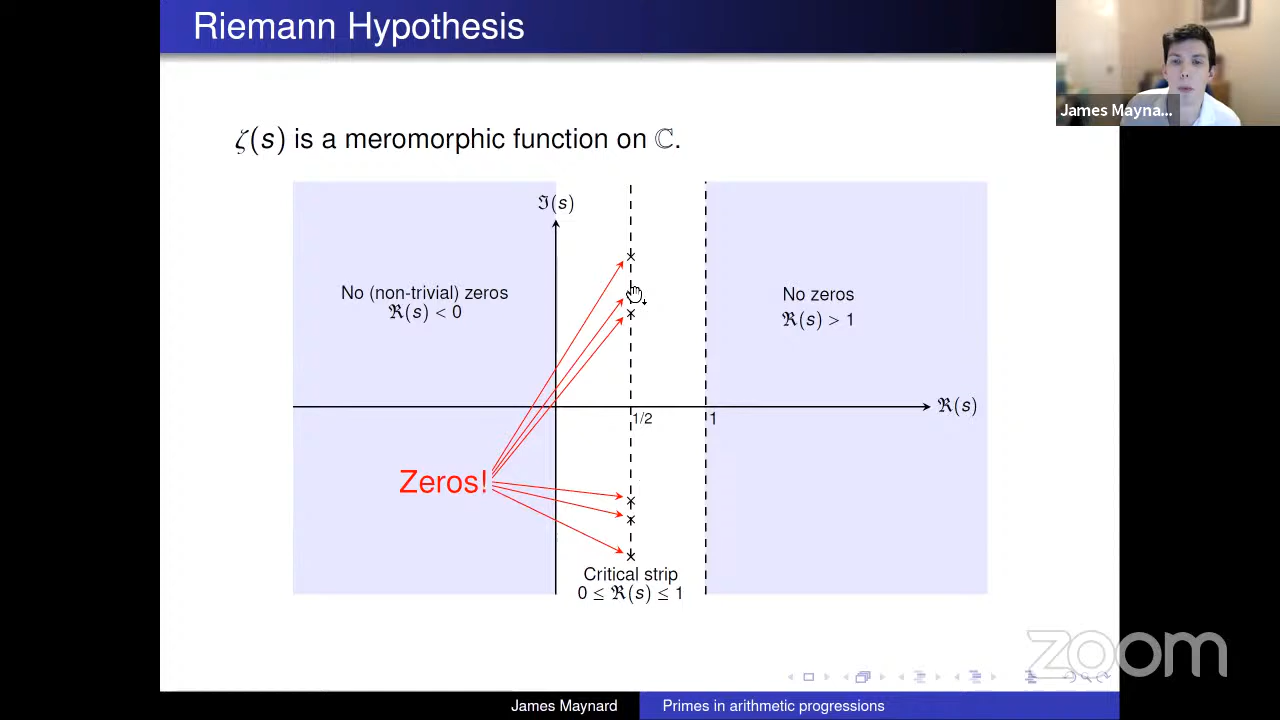 Riemann Hypothesis
James Mayna...
ζ(s) is a meromorphic function on ℂ.
ℑ(s)
No (non-trivial) zeros
ℜ(s) < 0
No zeros
ℜ(s) > 1
ℜ(s)
1/2
1
Zeros!
Critical strip
0 ≤ ℜ(s) ≤ 1
zoom
James Maynard
Primes in arithmetic progressions